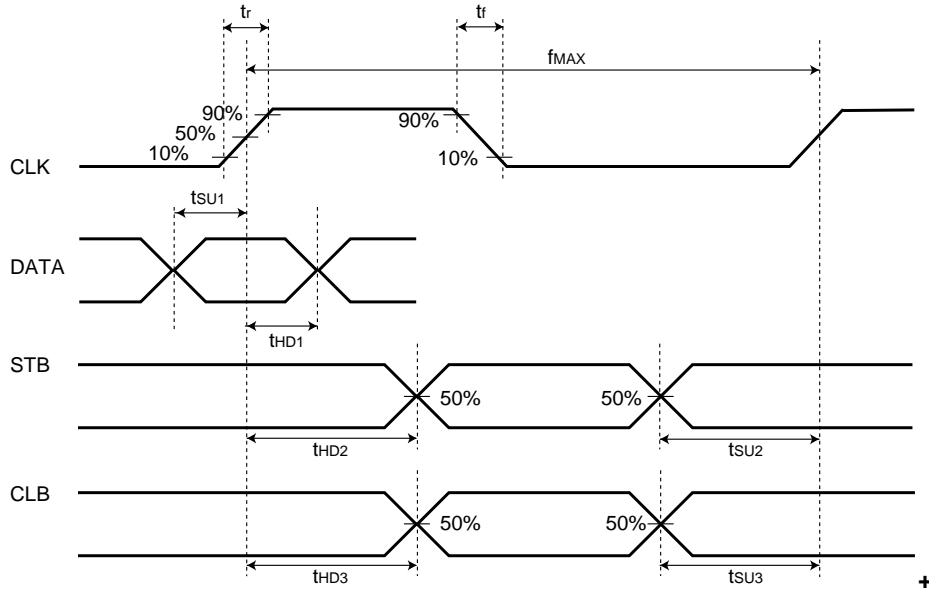 tr
tf
fMAX
90%
90%
50%
10%
10%
CLK
tSU1
DATA
tHD1
STB
50%
50%
tHD2
tSU2
CLB
50%
50%
tHD3
tSU3
+